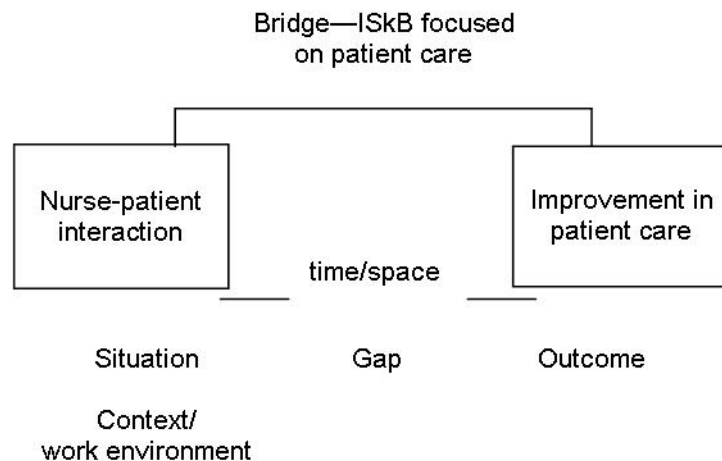 Bridge—ISkB focused
on patient care
Nurse-patient
interaction
Improvement in
patient care
time/space
Situation
Gap
Outcome
Context/
work environment